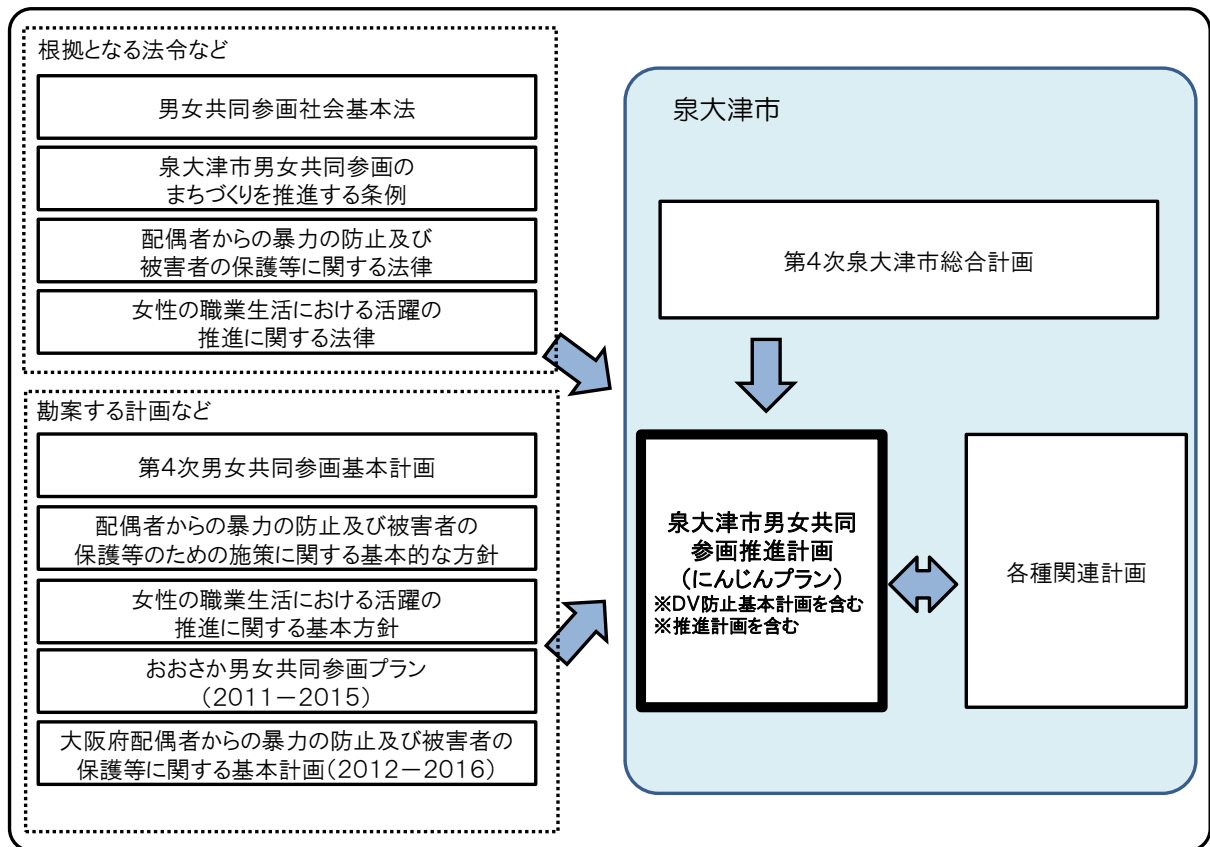 根拠となる法令など
男女共同参画社会基本法
泉大津市男女共同参画の
まちづくりを推進する条例
配偶者からの暴力の防止及び
被害者の保護等に関する法律
女性の職業生活における活躍の
推進に関する法律
勘案する計画など
第4次男女共同参画基本計画
配偶者からの暴力の防止及び被害者の
保護等のための施策に関する基本的な方針
女性の職業生活における活躍の
推進に関する基本方針
おおさか男女共同参画プラン
(2011－2015)
大阪府配偶者からの暴力の防止及び被害者の
保護等に関する基本計画(2012－2016)
泉大津市
第4次泉大津市総合計画
泉大津市男女共同
参画推進計画
(にんじんプラン)
※DV防止基本計画を含む
※推進計画を含む
各種関連計画